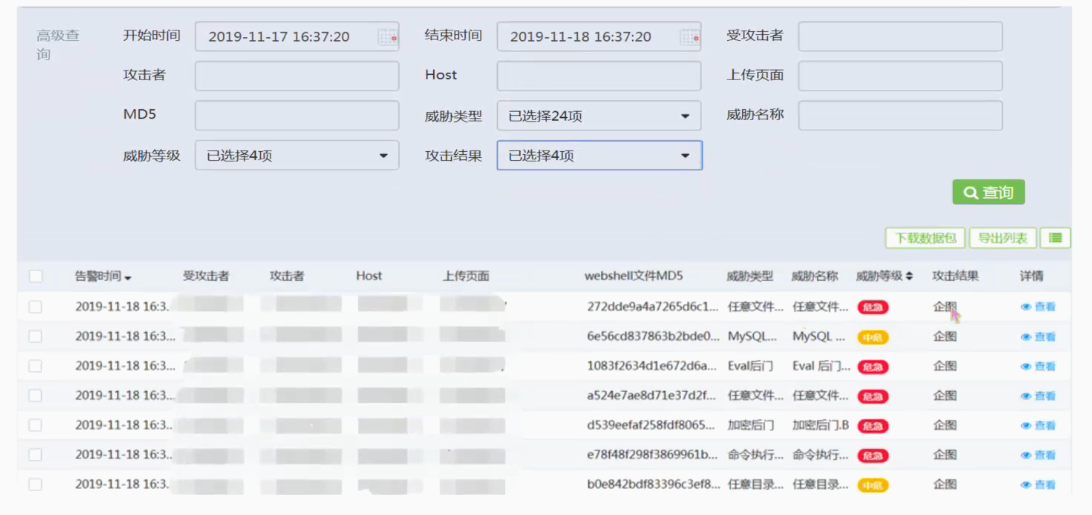 高级查询 开始时间 2019-11-17 16:37:20 结束时间 2019-11-18 16:37:20 受攻击者
攻击者 Host 上传页面
MD5 威胁类型 已选择24项 威胁名称
威胁等级 已选择4项 攻击结果 已选择4项
查询
下载数据包 导出列表
告警时间 受攻击者 攻击者 Host 上传页面 webshell文件MD5 威胁类型 威胁名称 威胁等级 攻击结果 详情
2019-11-18 16:3... 272dde9a4a7265d6c1... 任意文件... 任意文件... 危急 企图 查看
2019-11-18 16:3... 6e56cd837863b2bde0... MySQL... MySQL ... 中危 企图 查看
2019-11-18 16:3... 1083f2634d1e672d6a... Eval后门 Eval 后门... 危急 企图 查看
2019-11-18 16:3... a524e7ae8d71e37d2f... 任意文件... 任意文件... 危急 企图 查看
2019-11-18 16:3... d539eefaf258fdf8065... 加密后门 加密后门.B 危急 企图 查看
2019-11-18 16:3... e78f48f298f3869961b... 命令执行... 命令执行... 危急 企图 查看
2019-11-18 16:3... b0e842bdf83396c3ef8... 任意目录... 任意目录... 中危 企图 查看